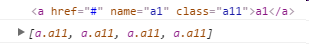 <a href="#" name="a1" class="a11">a1</a>
[a.a11, a.a11, a.a11, a.a11]